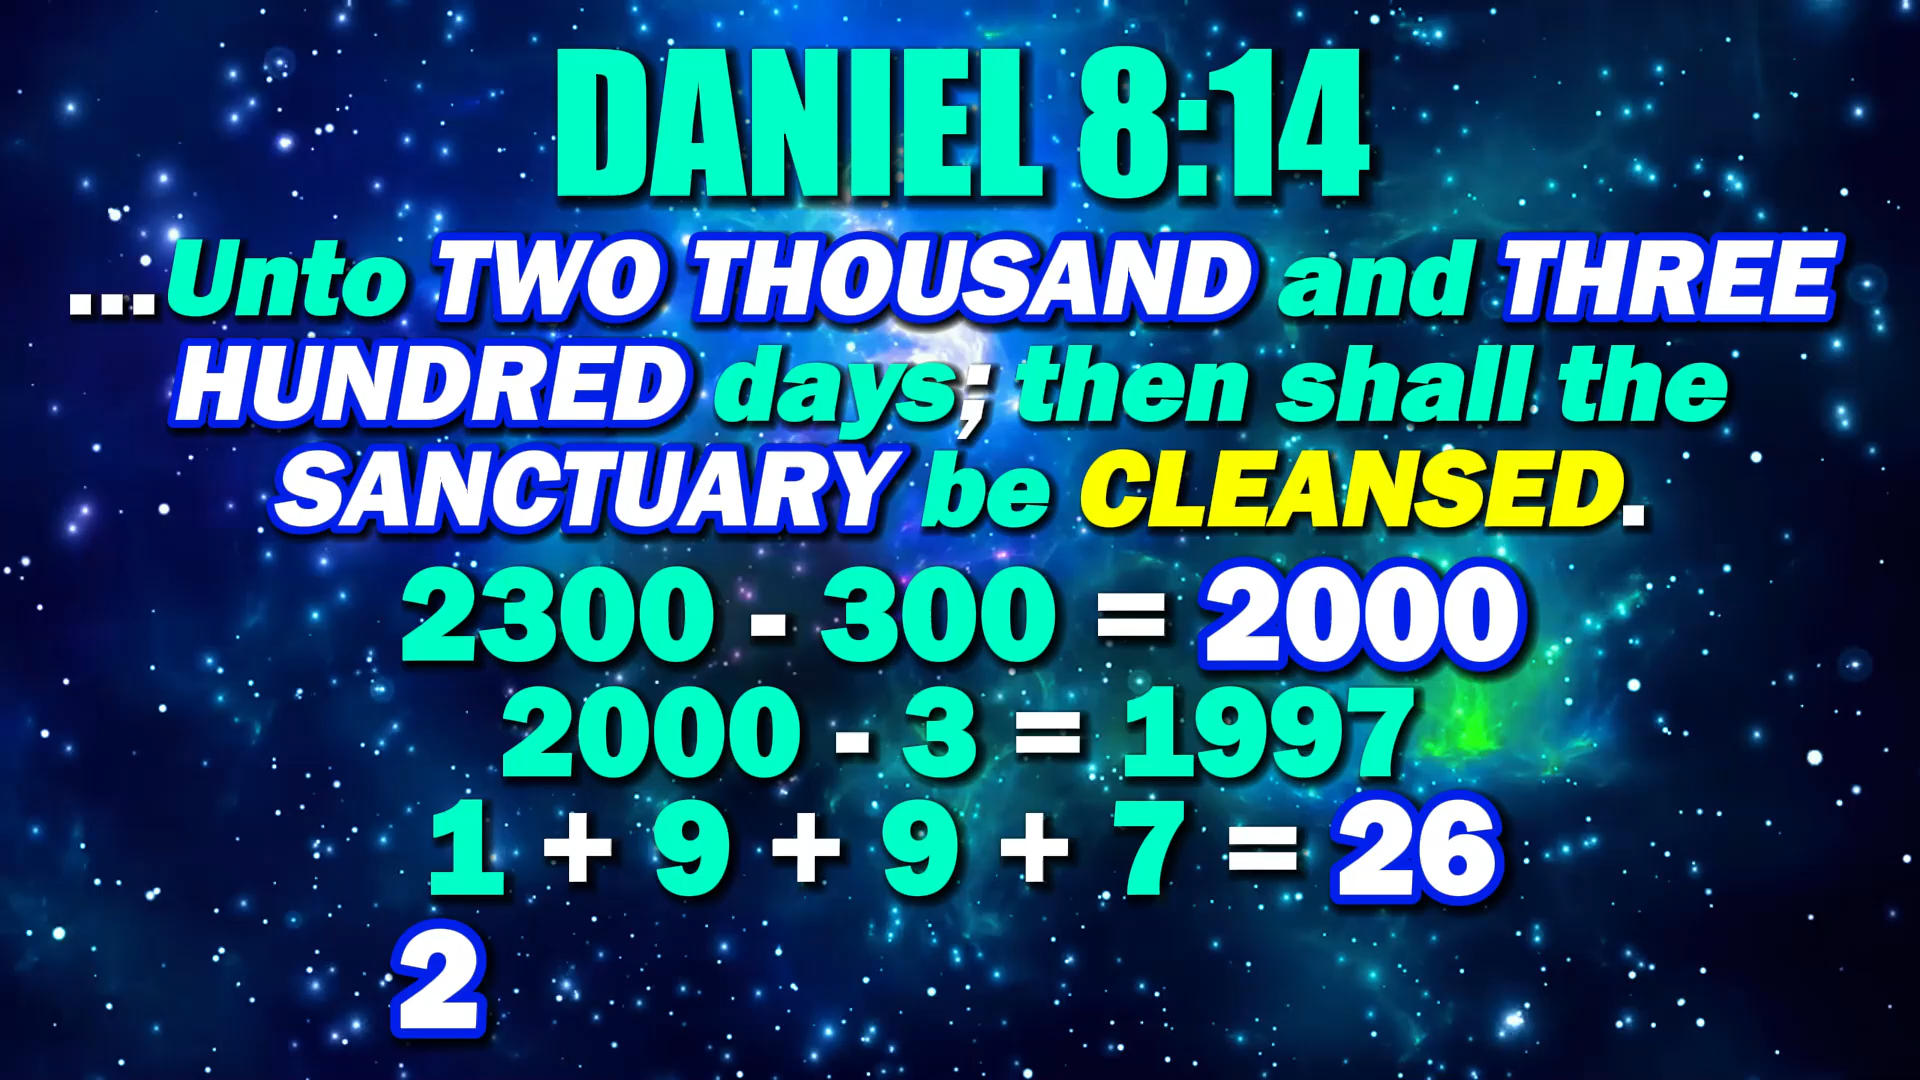 DANIEL 8:14
...Unto TWO THOUSAND and THREE
HUNDRED days; then shall the
SANCTUARY be CLEANSED.
2300 - 300 = 2000
2000 - 3 = 1997
1 + 9 + 9 + 7 = 26
2